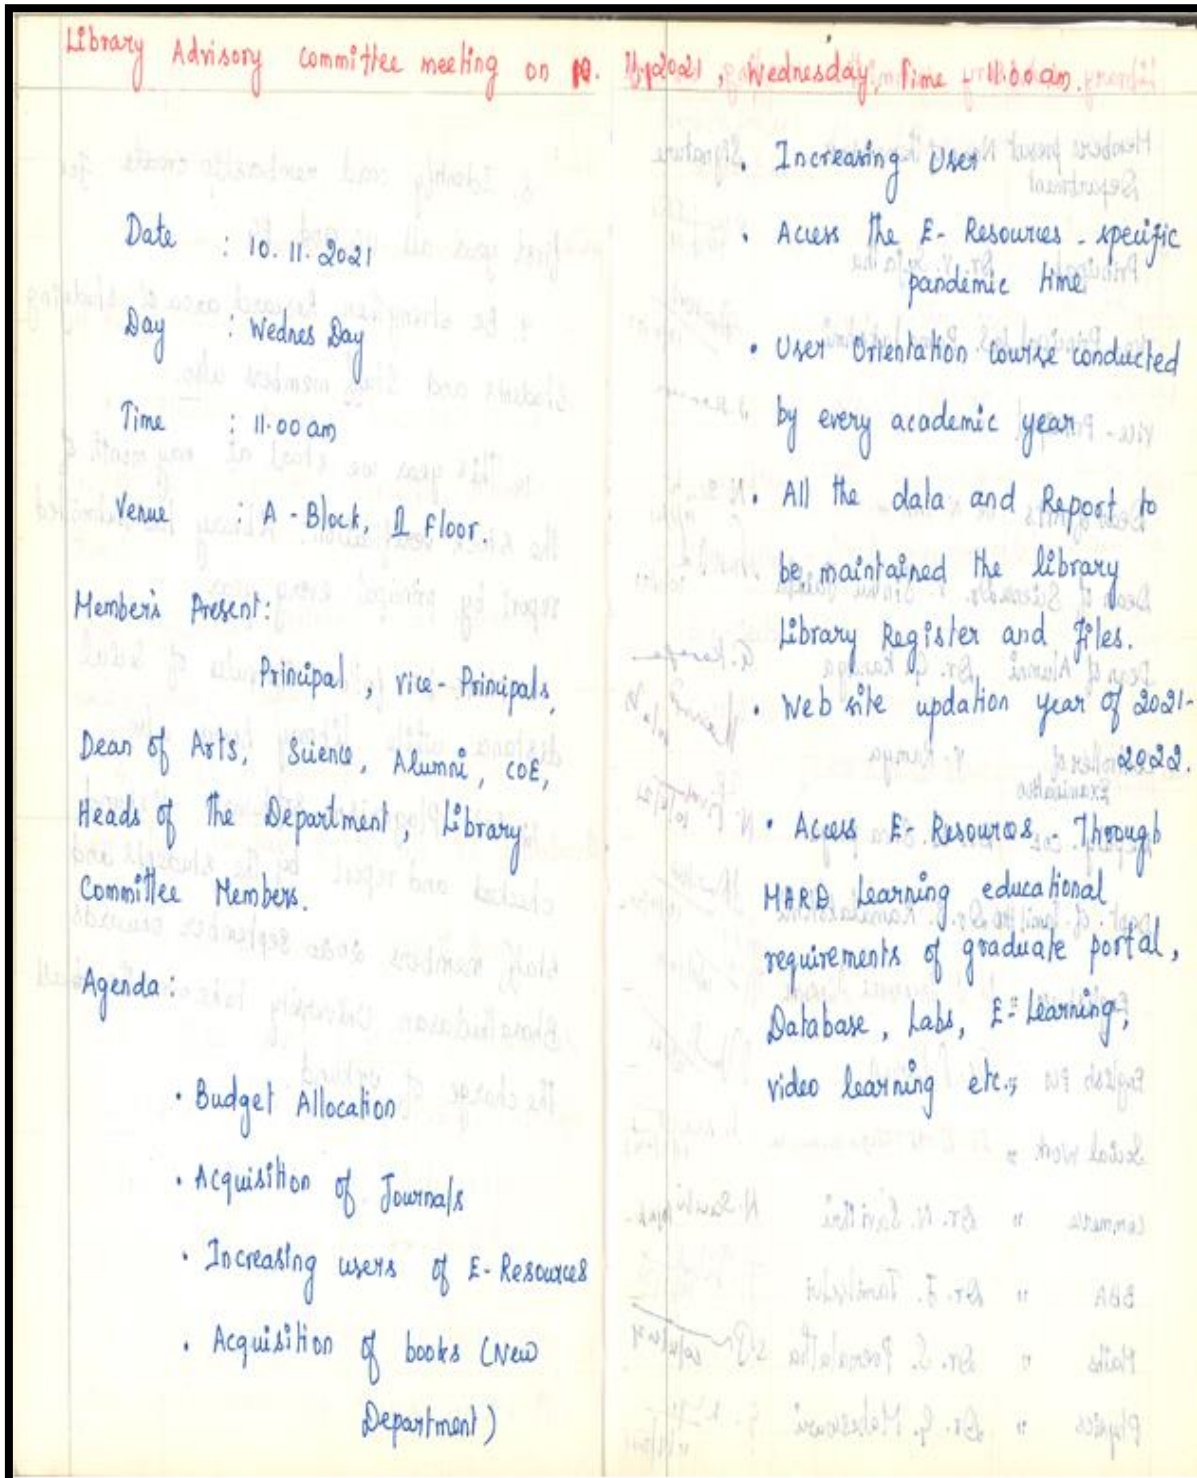 Library Advisory committee meeting on 10. 11.2021, Wednesday, Time 11.00 am.
Date : 10.11.2021
Day : Wednes Day
Time : 11.00 am
Venue : A - Block, I Floor.
Member's Present:
Principal, vice-Principals,
Dean of Arts, Science, Alumni, COE,
Heads of the Department, Library
Committee Members.
Agenda:
• Budget Allocation
• Acquisition of Journals
• Increasing users of E-Resources
• Acquisition of books (New
Department)
• Increasing User
• Access the E- Resources - specific
pandemic time
• User Orientation course conducted
by every academic year
• All the data and Report to
be maintained the library
Library Register and Files.
• Web site updation year of 2021-
2022.
• Access E- Resources - Through
learning educational
requirements of graduate portal,
Database, Labs, E-Learning,
video learning etc.,